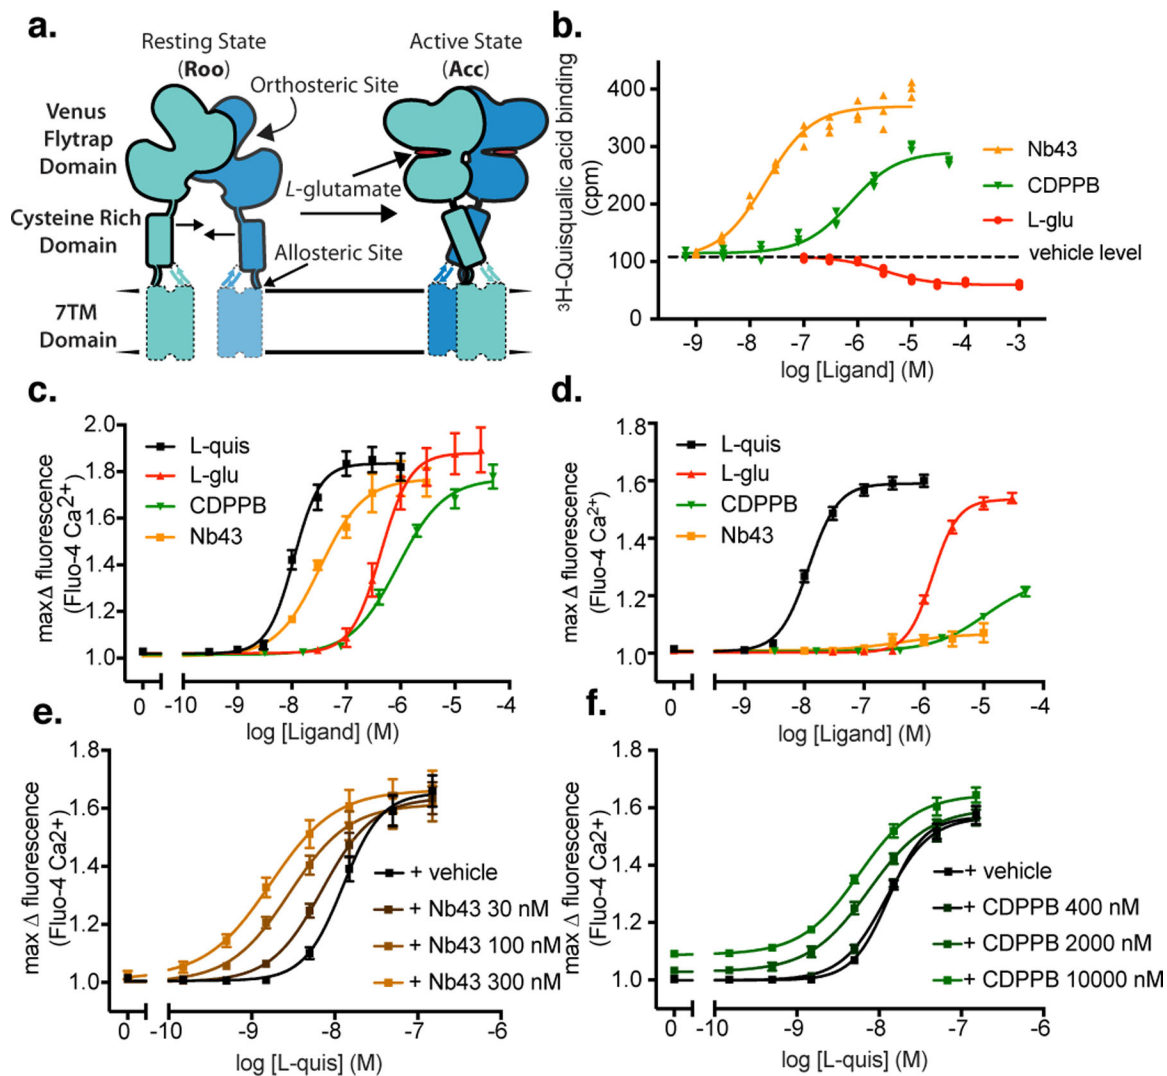 a.
Resting State
(Roo)
Active State
(Acc)
Orthosteric Site
Venus
Flytrap
Domain
L-glutamate
Cysteine Rich
Domain
Allosteric Site
7TM
Domain
b.
3H-Quisqualic acid binding
(cpm)
400
300
200
100
0
-9 -8 -7 -6 -5 -4 -3
log [Ligand] (M)
Nb43
CDPPB
L-glu
vehicle level
c.
max Δ fluorescence
(Fluo-4 Ca2+)
2.0
1.8
1.6
1.4
1.2
1.0
L-quis
L-glu
CDPPB
Nb43
0 -10 -9 -8 -7 -6 -5 -4
log [Ligand] (M)
d.
max Δ fluorescence
(Fluo-4 Ca2+)
1.8
1.6
1.4
1.2
1.0
L-quis
L-glu
CDPPB
Nb43
0 -9 -8 -7 -6 -5 -4
log [Ligand] (M)
e.
max Δ fluorescence
(Fluo-4 Ca2+)
1.8
1.6
1.4
1.2
1.0
+ vehicle
+ Nb43 30 nM
+ Nb43 100 nM
+ Nb43 300 nM
0 -10 -9 -8 -7 -6
log [L-quis] (M)
f.
max Δ fluorescence
(Fluo-4 Ca2+)
1.8
1.6
1.4
1.2
1.0
+ vehicle
+ CDPPB 400 nM
+ CDPPB 2000 nM
+ CDPPB 10000 nM
0 -10 -9 -8 -7 -6
log [L-quis] (M)